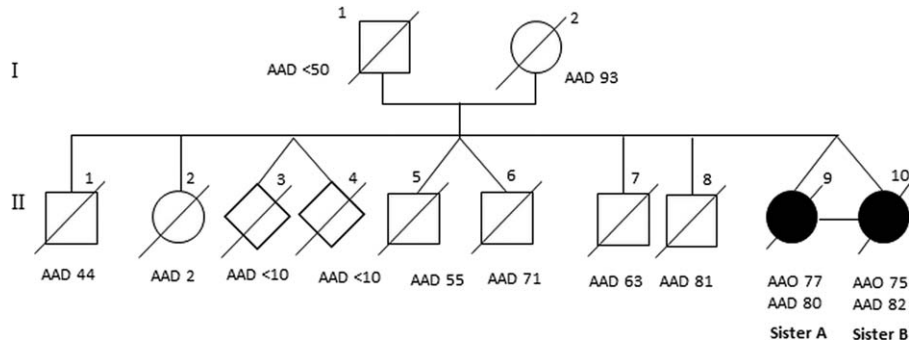 1
2
I
AAD <50
AAD 93
1
2
3
4
5
6
7
8
9
10
II
AAD 44
AAD 2
AAD <10
AAD <10
AAD 55
AAD 71
AAD 63
AAD 81
AAO 77
AAO 75
AAD 80
AAD 82
Sister A
Sister B